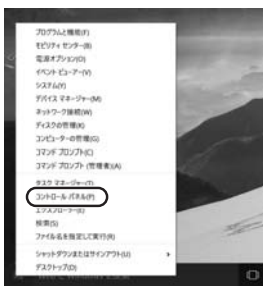 プログラムと機能(F)
モビリティ センター(B)
電源オプション(O)
イベント ビューアー(V)
システム(Y)
デバイス マネージャー(M)
ネットワーク接続(W)
ディスクの管理(K)
コンピューターの管理(G)
コマンド プロンプト(C)
コマンド プロンプト (管理者)(A)
タスク マネージャー(T)
コントロール パネル(P)
エクスプローラー(E)
検索(S)
ファイル名を指定して実行(R)
シャットダウンまたはサインアウト(U)
デスクトップ(D)